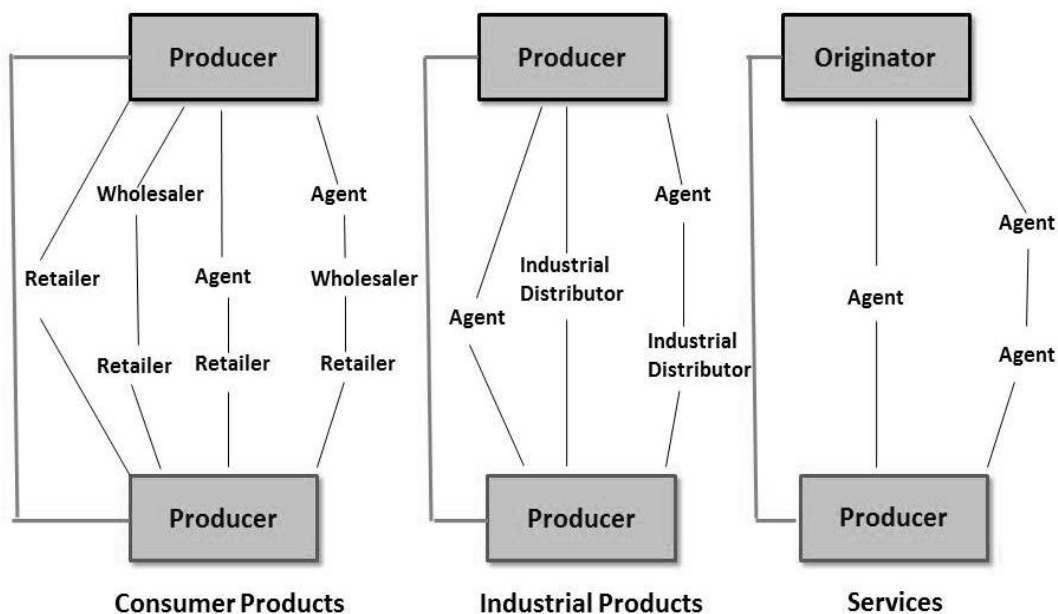 Producer
Wholesaler
Agent
Retailer
Agent
Wholesaler
Retailer
Retailer
Retailer
Producer
Consumer Products
Producer
Agent
Industrial
Distributor
Agent
Industrial
Distributor
Producer
Industrial Products
Originator
Agent
Agent
Agent
Producer
Services